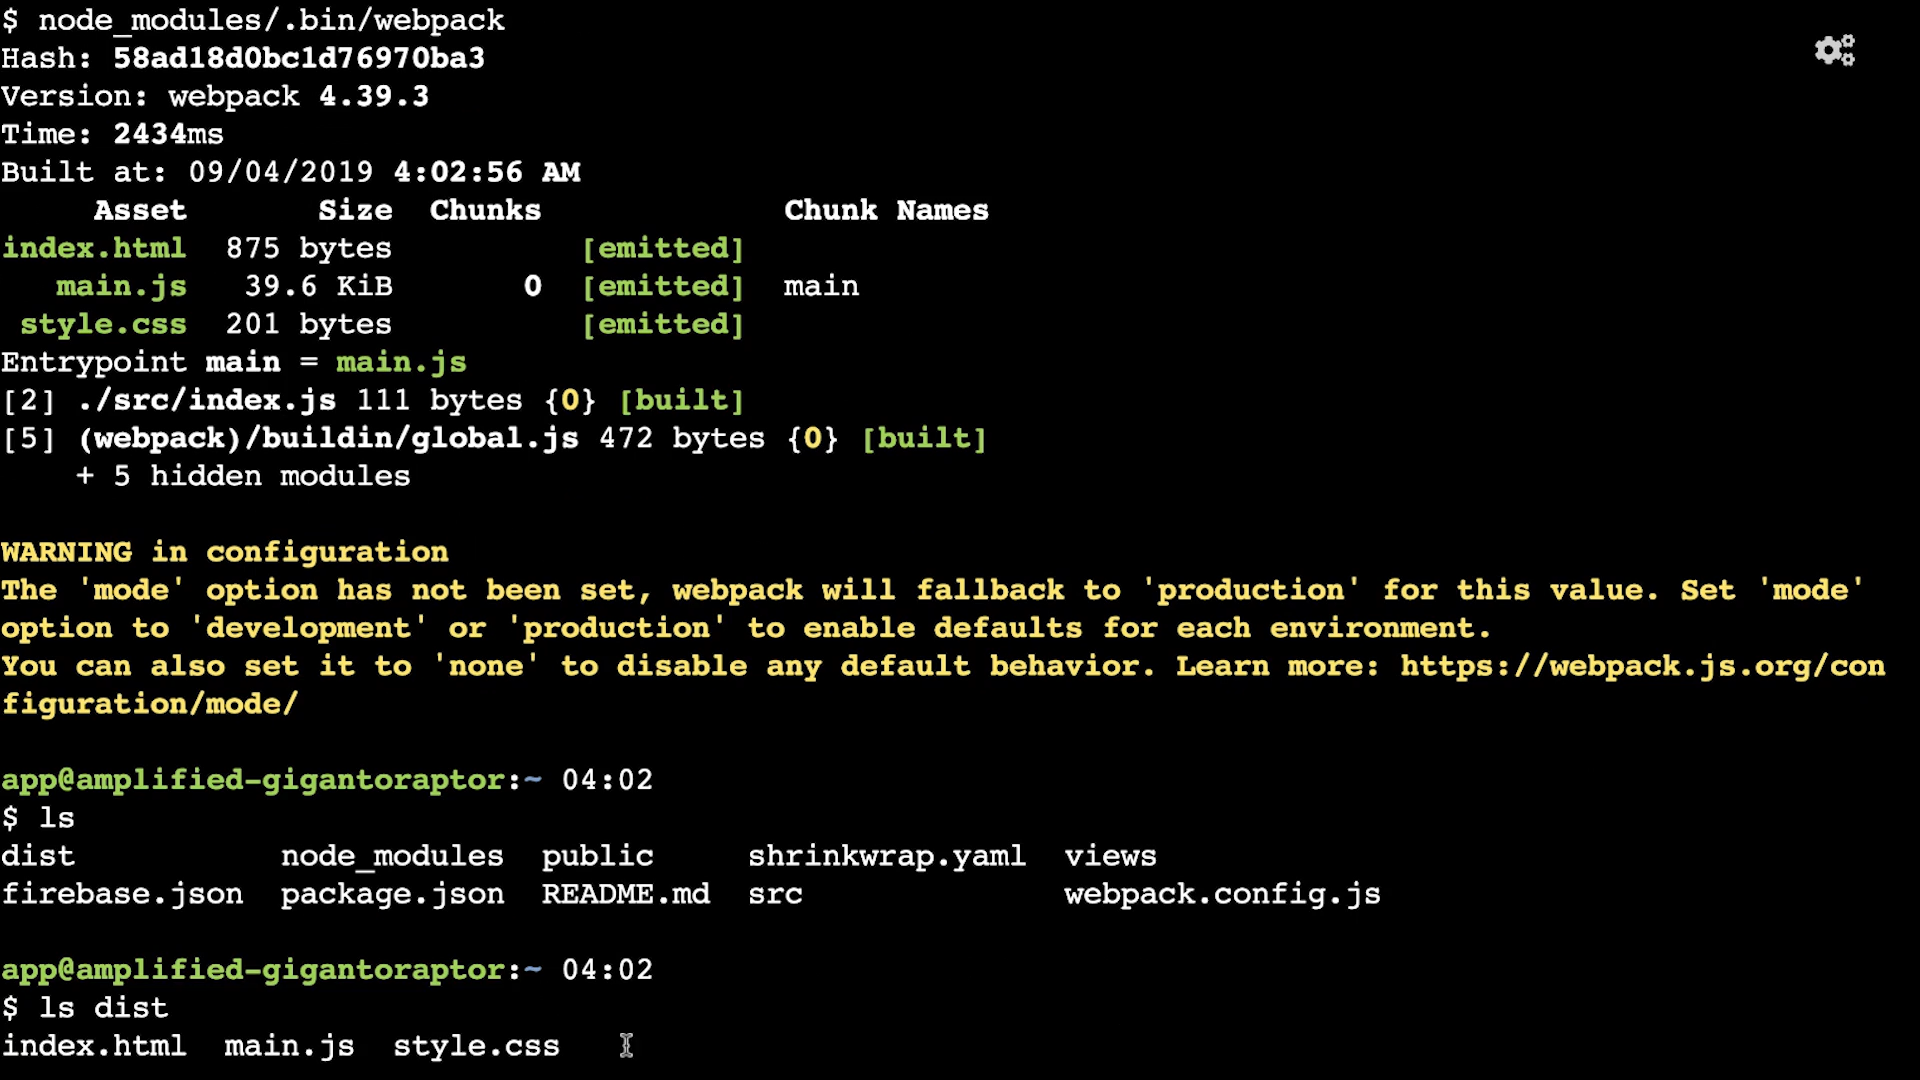 $ node_modules/.bin/webpack
Hash: 58ad18d0bc1d76970ba3
Version: webpack 4.39.3
Time: 2434ms
Built at: 09/04/2019 4:02:56 AM
Asset Size Chunks Chunk Names
index.html 875 bytes [emitted]
main.js 39.6 KiB 0 [emitted] main
style.css 201 bytes [emitted]
Entrypoint main = main.js
[2] ./src/index.js 111 bytes {0} [built]
[5] (webpack)/buildin/global.js 472 bytes {0} [built]
+ 5 hidden modules
WARNING in configuration
The 'mode' option has not been set, webpack will fallback to 'production' for this value. Set 'mode'
option to 'development' or 'production' to enable defaults for each environment.
You can also set it to 'none' to disable any default behavior. Learn more: https://webpack.js.org/con
figuration/mode/
app@amplified-gigantoraptor:~ 04:02
$ ls
dist node_modules public shrinkwrap.yaml views
firebase.json package.json README.md src webpack.config.js
app@amplified-gigantoraptor:~ 04:02
$ ls dist
index.html main.js style.css